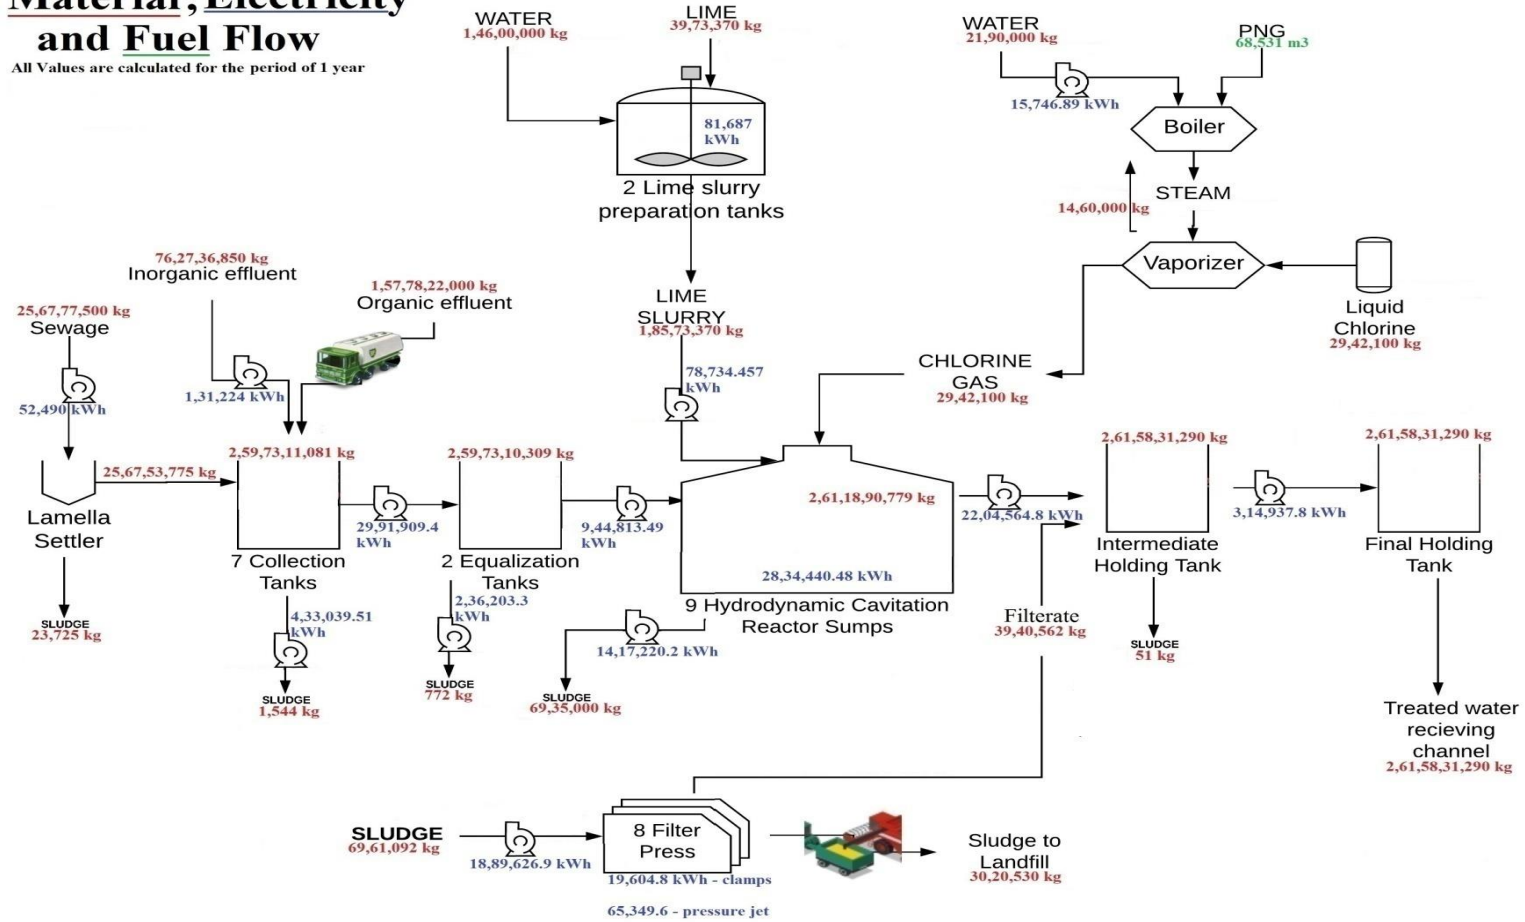 Material, Electricity
and Fuel Flow
All Values are calculated for the period of 1 year
WATER
1,46,00,000 kg
LIME
39,73,370 kg
81,687
kWh
2 Lime slurry
preparation tanks
WATER
21,90,000 kg
PNG
68,531 m3
15,746.89 kWh
Boiler
STEAM
14,60,000 kg
Vaporizer
Liquid
Chlorine
29,42,100 kg
CHLORINE
GAS
29,42,100 kg
LIME
SLURRY
1,85,73,370 kg
78,734.457
kWh
76,27,36,850 kg
Inorganic effluent
1,57,78,22,000 kg
Organic effluent
25,67,77,500 kg
Sewage
C
52,490 kWh
C
1,31,224 kWh
BP
25,67,53,775 kg
Lamella
Settler
SLUDGE
23,725 kg
2,59,73,11,081 kg
7 Collection
Tanks
C
29,91,909.4
kWh
4,33,039.51
kWh
C
SLUDGE
1,544 kg
2,59,73,10,309 kg
2 Equalization
Tanks
C
9,44,813.49
kWh
2,36,203.3
kWh
C
SLUDGE
772 kg
C
C
2,61,18,90,779 kg
28,34,440.48 kWh
9 Hydrodynamic Cavitation
Reactor Sumps
C
14,17,220.2 kWh
SLUDGE
69,35,000 kg
C
22,04,564.8 kWh
Filterate
39,40,562 kg
2,61,58,31,290 kg
Intermediate
Holding Tank
SLUDGE
51 kg
C
3,14,937.8 kWh
2,61,58,31,290 kg
Final Holding
Tank
Treated water
recieving
channel
2,61,58,31,290 kg
SLUDGE
69,61,092 kg
C
18,89,626.9 kWh
8 Filter
Press
19,604.8 kWh - clamps
65,349.6 - pressure jet
Sludge to
Landfill
30,20,530 kg